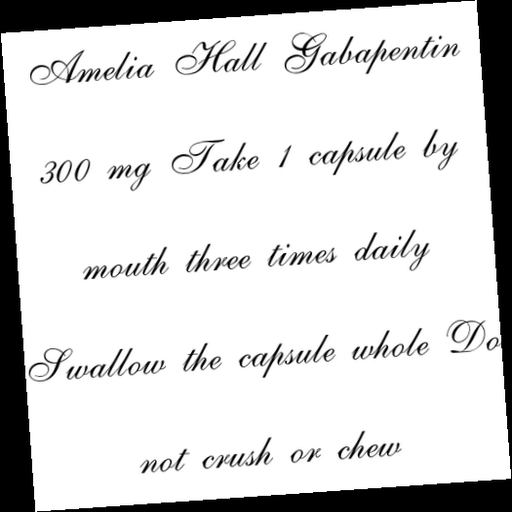 Amelia Hall Gabapentin
300 mg Take 1 capsule by
mouth three times daily
Swallow the capsule whole Do
not crush or chew